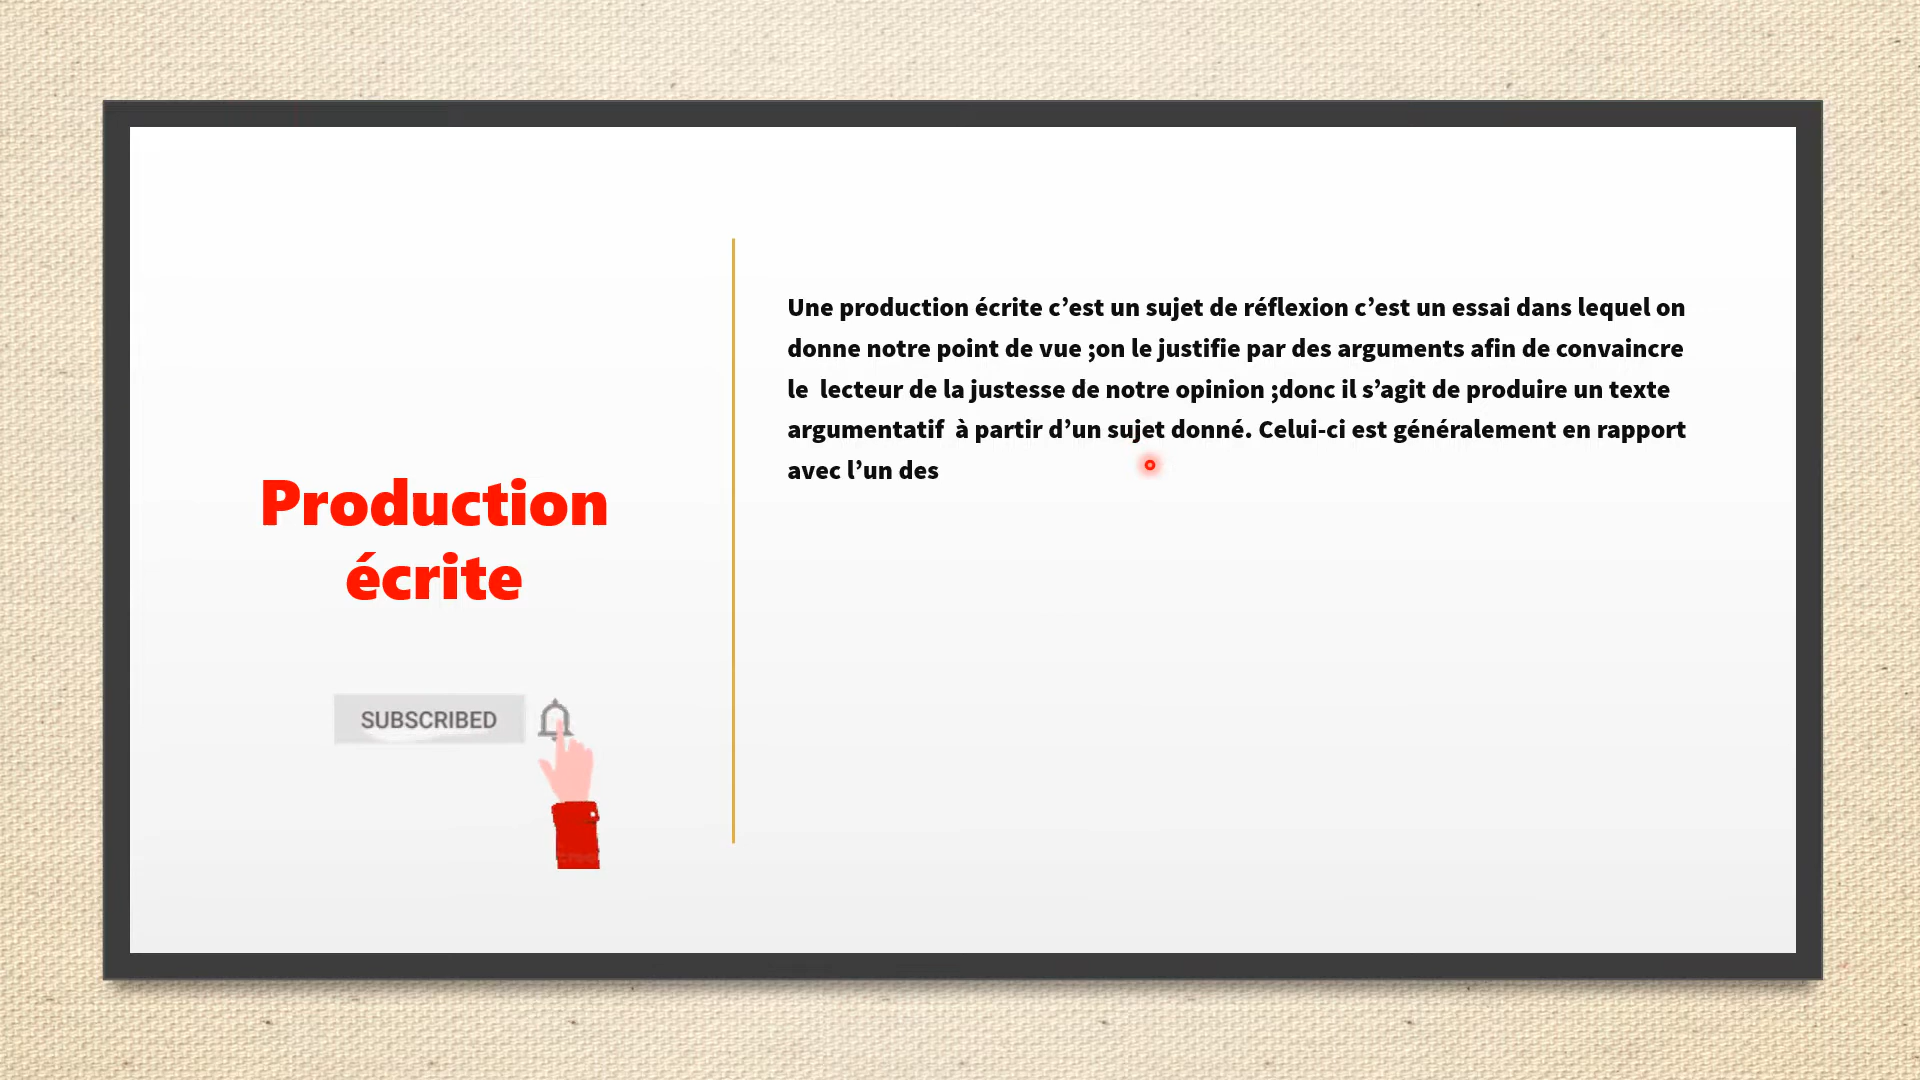 Production
écrite
SUBSCRIBED
Une production écrite c’est un sujet de réflexion c’est un essai dans lequel on
donne notre point de vue ;on le justifie par des arguments afin de convaincre
le  lecteur de la justesse de notre opinion ;donc il s’agit de produire un texte
argumentatif  à partir d’un sujet donné. Celui-ci est généralement en rapport
avec l’un des